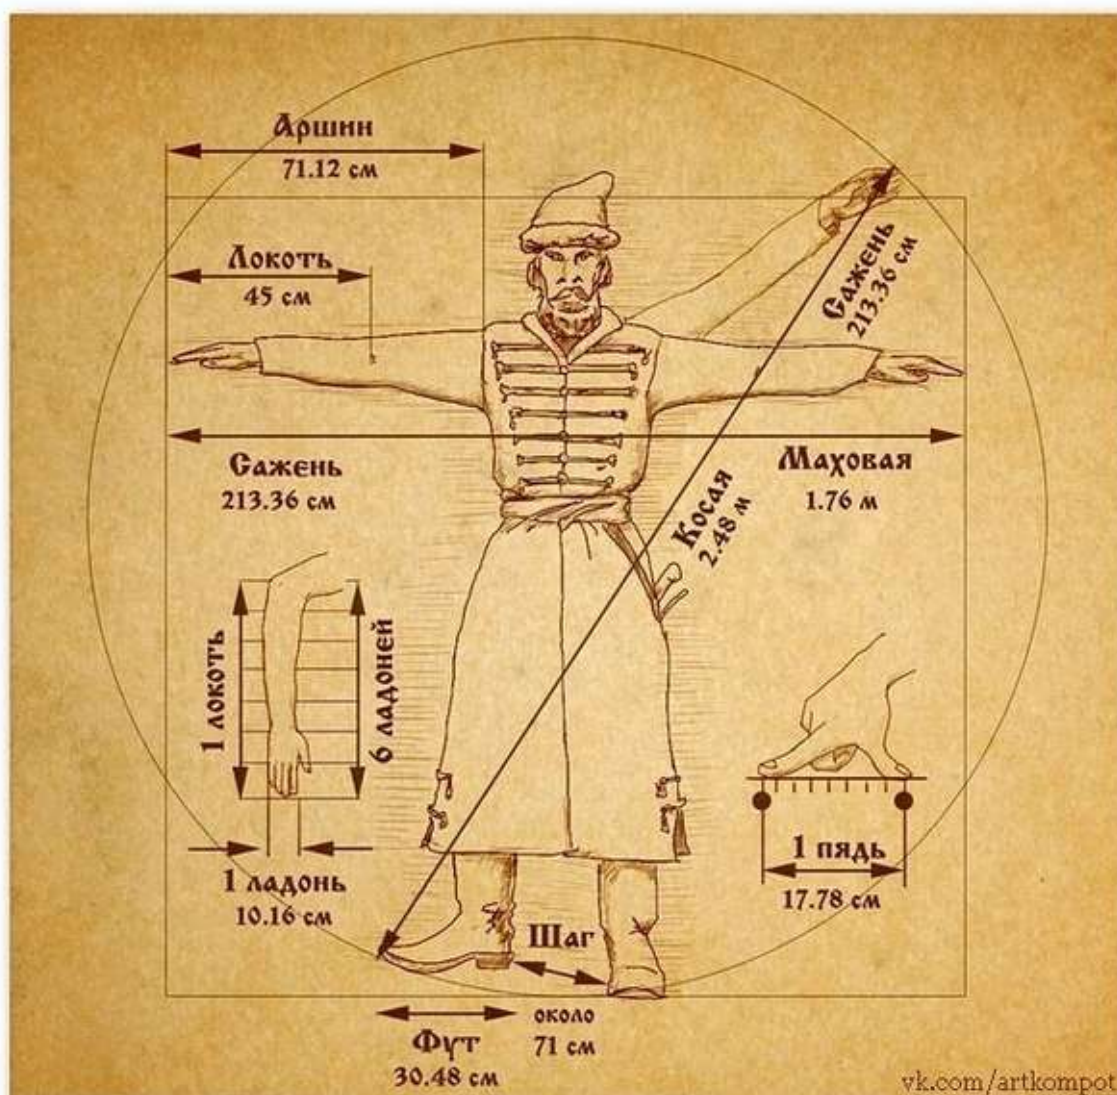 Аршин
71.12 см
Локоть
45 см
Сажень
213.36 см
Сажень
213.36 см
Маховая
1.76 м
Косая
2.48 м
1 локоть
6 ладоней
1 ладонь
10.16 см
1 пядь
17.78 см
Шаг
около
71 см
Фут
30.48 см
vk.com/artkompot